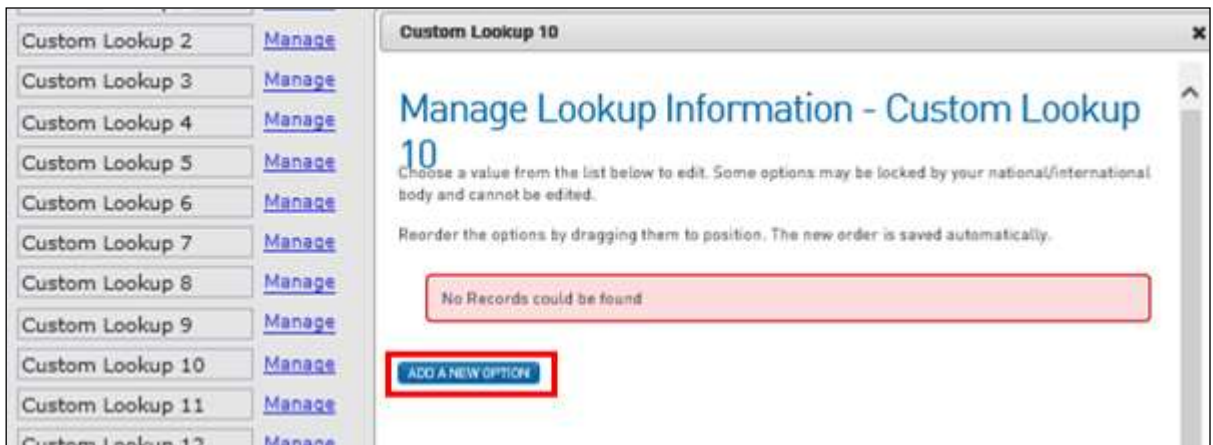 Custom Lookup 2 Manage
Custom Lookup 3 Manage
Custom Lookup 4 Manage
Custom Lookup 5 Manage
Custom Lookup 6 Manage
Custom Lookup 7 Manage
Custom Lookup 8 Manage
Custom Lookup 9 Manage
Custom Lookup 10 Manage
Custom Lookup 11 Manage
Custom Lookup 12 Manage
Custom Lookup 10
Manage Lookup Information - Custom Lookup
10
Choose a value from the list below to edit. Some options may be locked by your national/international
body and cannot be edited.
Reorder the options by dragging them to position. The new order is saved automatically.
No Records could be found
ADD A NEW OPTION